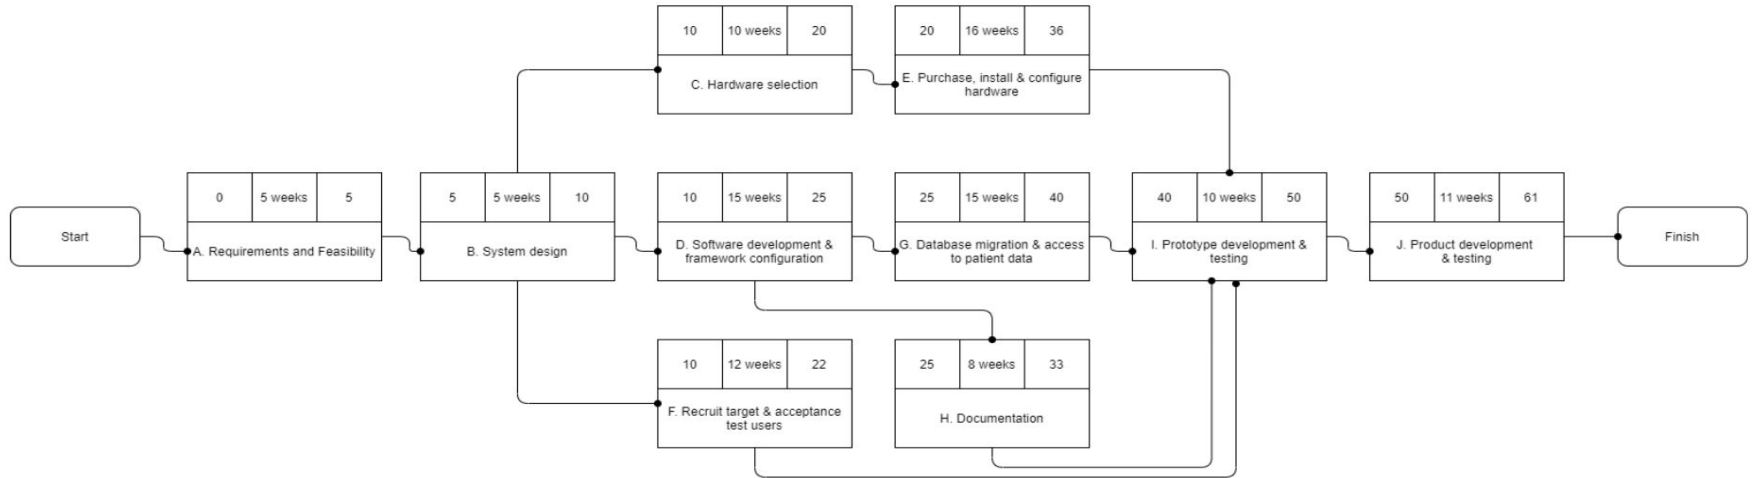 10 10 weeks 20
C. Hardware selection
20 16 weeks 36
E. Purchase, install & configure
hardware
Start
0 5 weeks 5
A. Requirements and Feasibility
5 5 weeks 10
B. System design
10 15 weeks 25
D. Software development &
framework configuration
25 15 weeks 40
G. Database migration & access
to patient data
40 10 weeks 50
I. Prototype development &
testing
50 11 weeks 61
J. Product development
& testing
Finish
10 12 weeks 22
F. Recruit target & acceptance
test users
25 8 weeks 33
H. Documentation